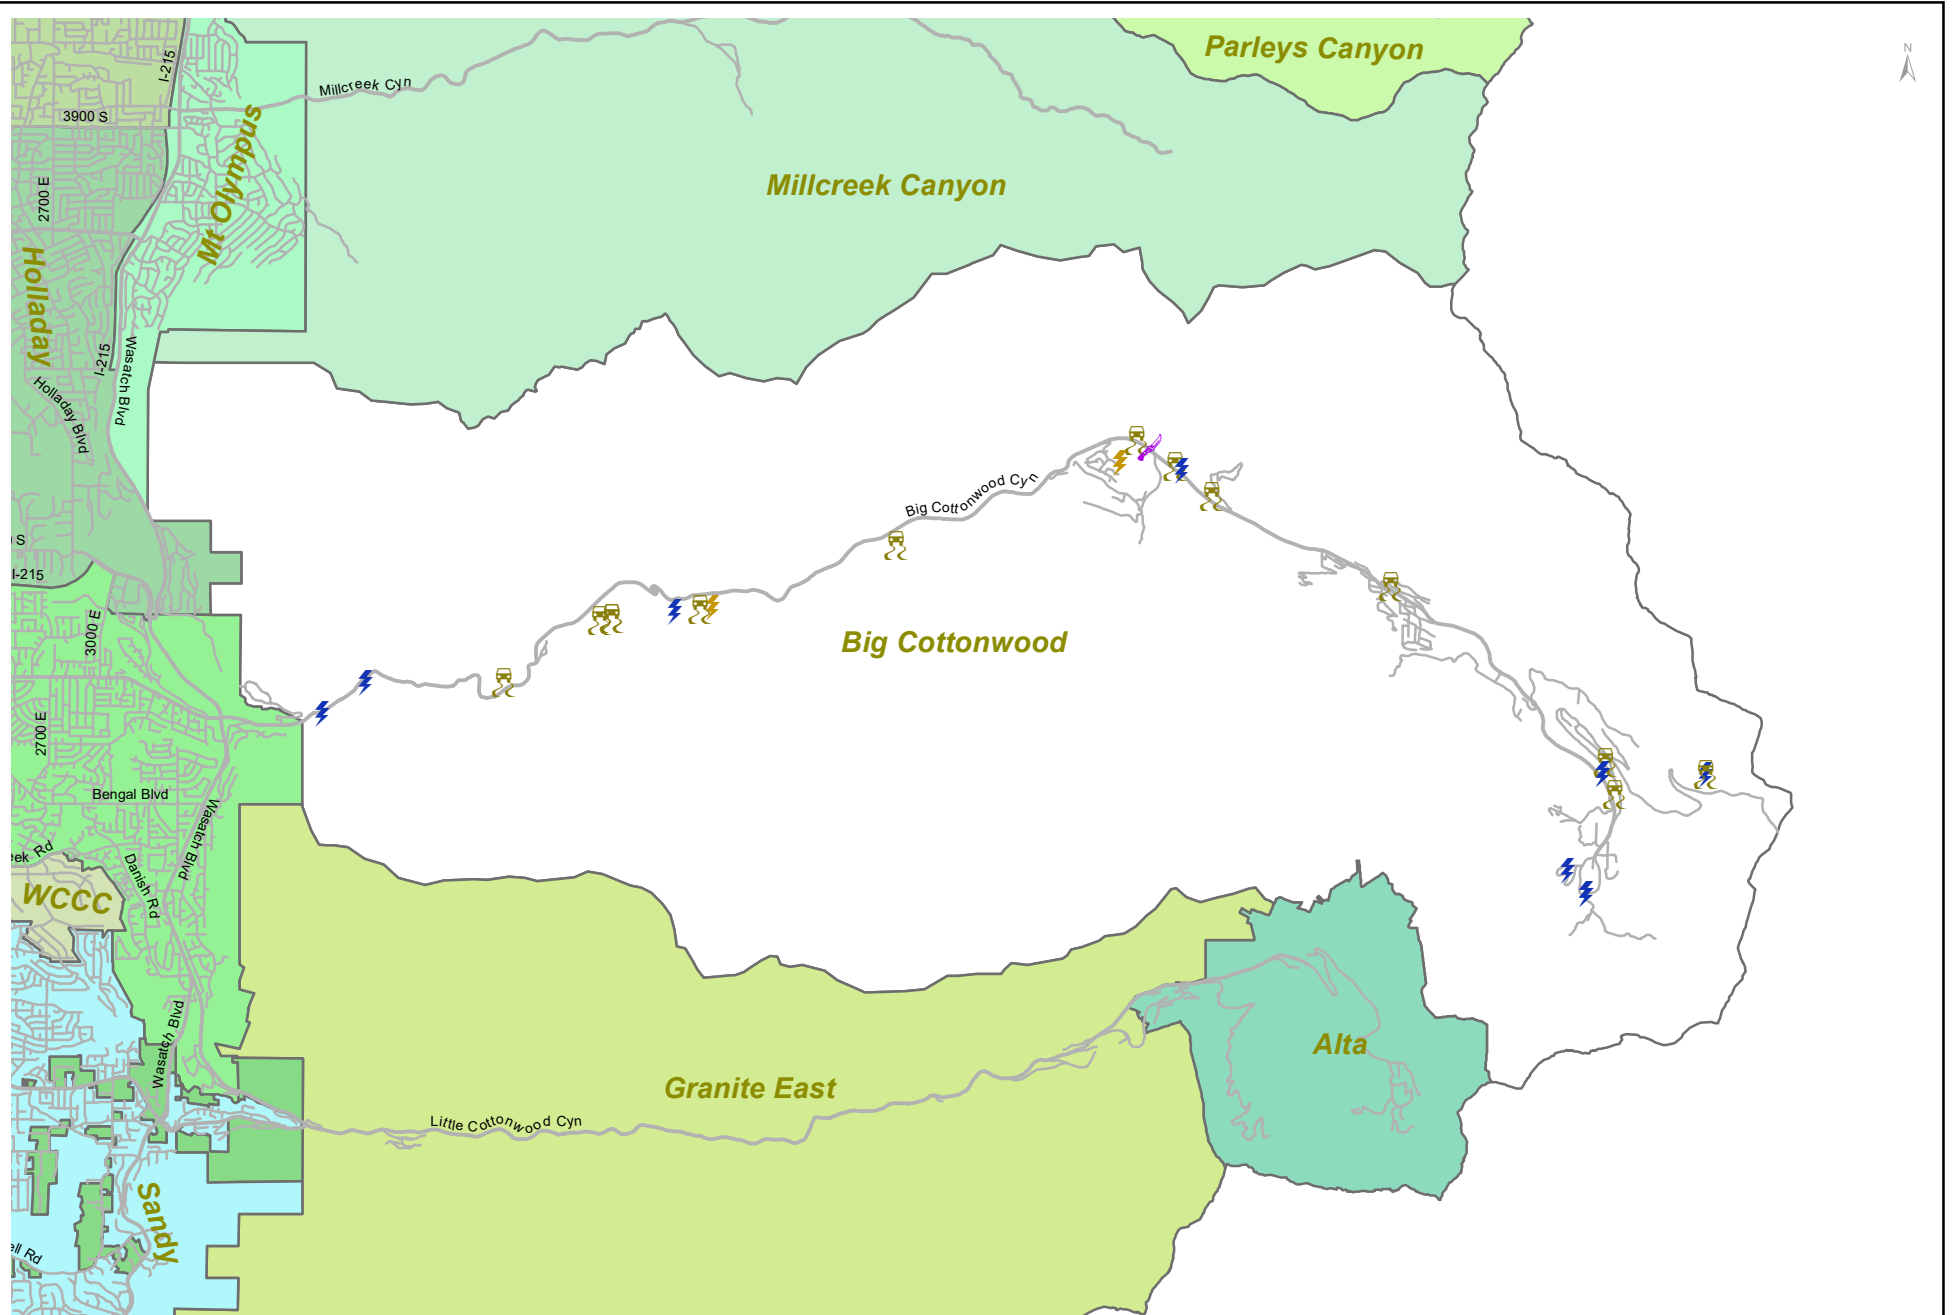 Parleys Canyon
N
I-215
Millcreek Cyn
3900 S
Mt Olympus
Millcreek Canyon
2700 E
Holladay
I-215
Wasatch Blvd
Holladay Blvd
Big Cottonwood Cyn
S
I-215
3000 E
Big Cottonwood
2700 E
Bengal Blvd
Wasatch Blvd
Danish Rd
Rd
WCCC
Wasatch Blvd
Alta
Granite East
Little Cottonwood Cyn
Sandy
Rd